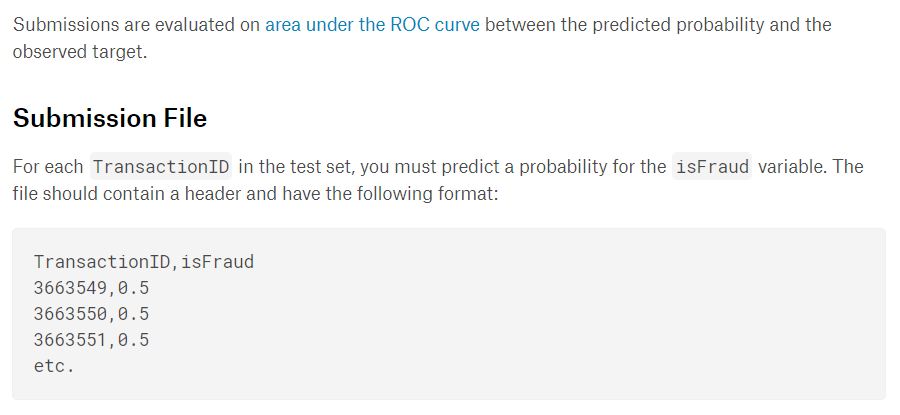 Submissions are evaluated on area under the ROC curve between the predicted probability and the
observed target.
Submission File
For each TransactionID in the test set, you must predict a probability for the isFraud variable. The
file should contain a header and have the following format:
TransactionID,isFraud
3663549,0.5
3663550,0.5
3663551,0.5
etc.